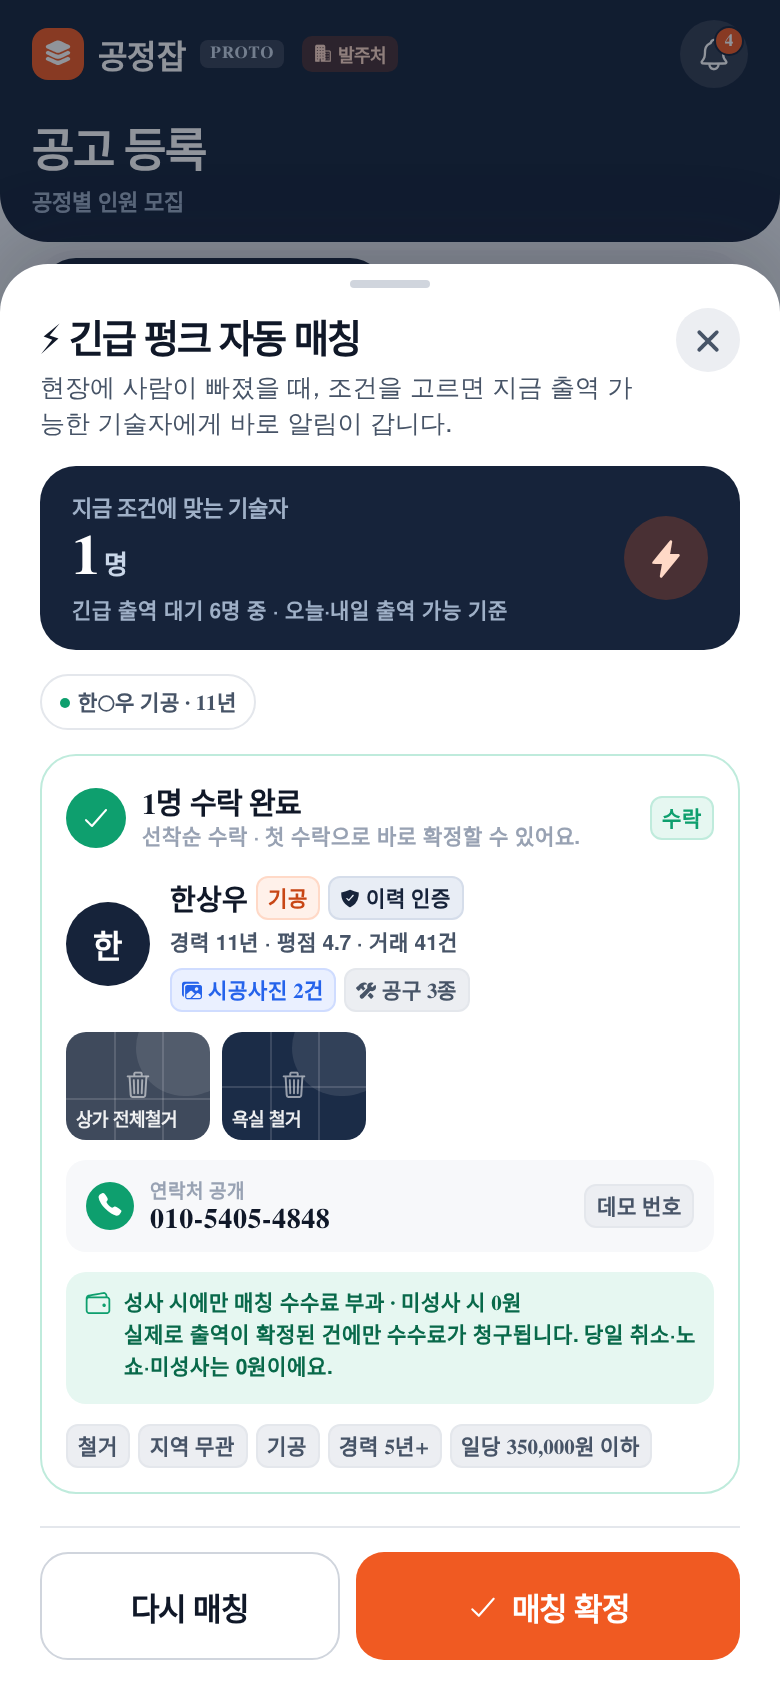 공정잡 PROTO 발주처 4
공고 등록
공정별 인원 모집
⚡ 긴급 펑크 자동 매칭
현장에 사람이 빠졌을 때, 조건을 고르면 지금 출역 가
능한 기술자에게 바로 알림이 갑니다.
지금 조건에 맞는 기술자
1 명
긴급 출역 대기 6명 중 · 오늘·내일 출역 가능 기준
한○우 기공 · 11년
1명 수락 완료
선착순 수락 · 첫 수락으로 바로 확정할 수 있어요.
수락
한
한상우 기공 이력 인증
경력 11년 · 평점 4.7 · 거래 41건
시공사진 2건 공구 3종
상가 전체철거 욕실 철거
연락처 공개
010-5405-4848
데모 번호
성사 시에만 매칭 수수료 부과 · 미성사 시 0원
실제로 출역이 확정된 건에만 수수료가 청구됩니다. 당일 취소·노
쇼·미성사는 0원이에요.
철거 지역 무관 기공 경력 5년+ 일당 350,000원 이하
다시 매칭 매칭 확정